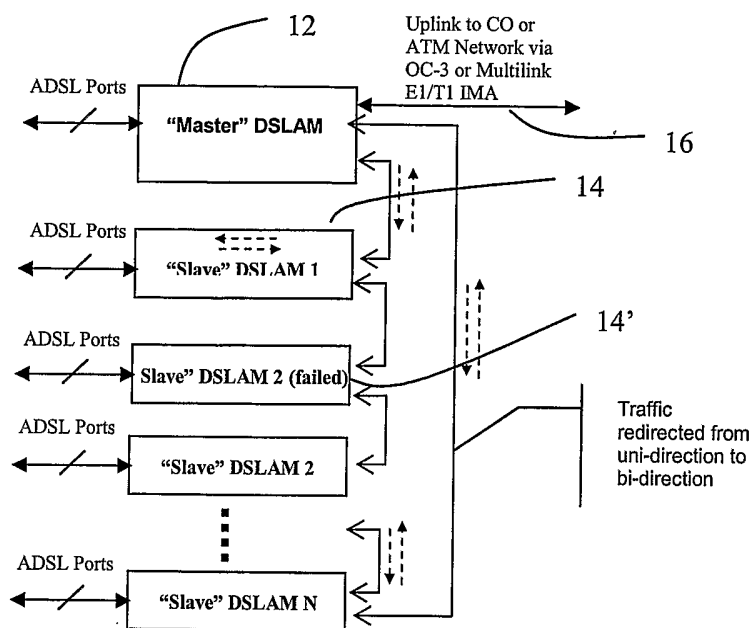 12
Uplink to CO or
ATM Network via
OC-3 or Multilink
E1/T1 IMA
ADSL Ports
“Master” DSLAM
16
14
ADSL Ports
“Slave” DSLAM 1
14’
ADSL Ports
Slave” DSLAM 2 (failed)
Traffic
redirected from
uni-direction to
bi-direction
ADSL Ports
“Slave” DSLAM 2
ADSL Ports
“Slave” DSLAM N